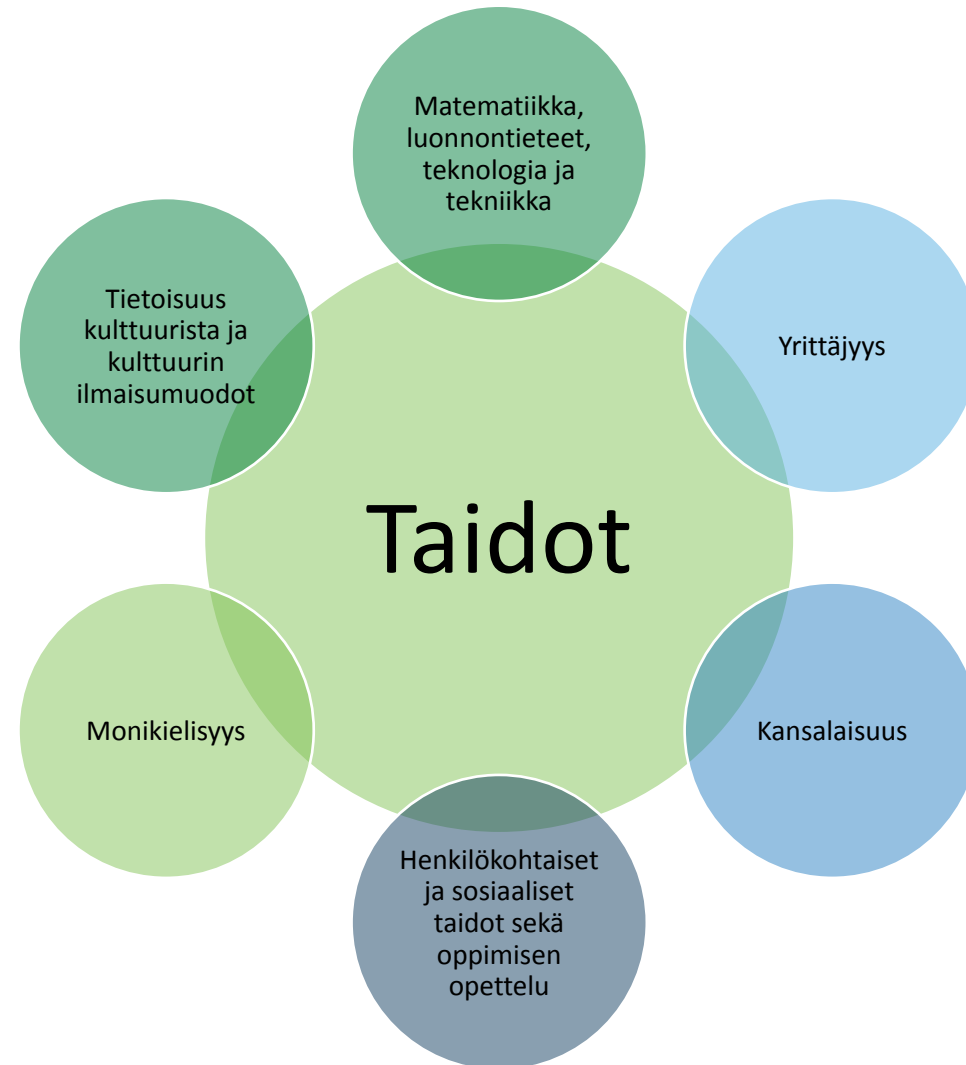 Matematiikka,
luonnontieteet,
teknologia ja
tekniikka
Tietoisuus
kulttuurista ja
kulttuurin
ilmaisumuodot
Yrittäjyys
Taidot
Monikielisyys
Kansalaisuus
Henkilökohtaiset
ja sosiaaliset
taidot sekä
oppimisen
opettelu